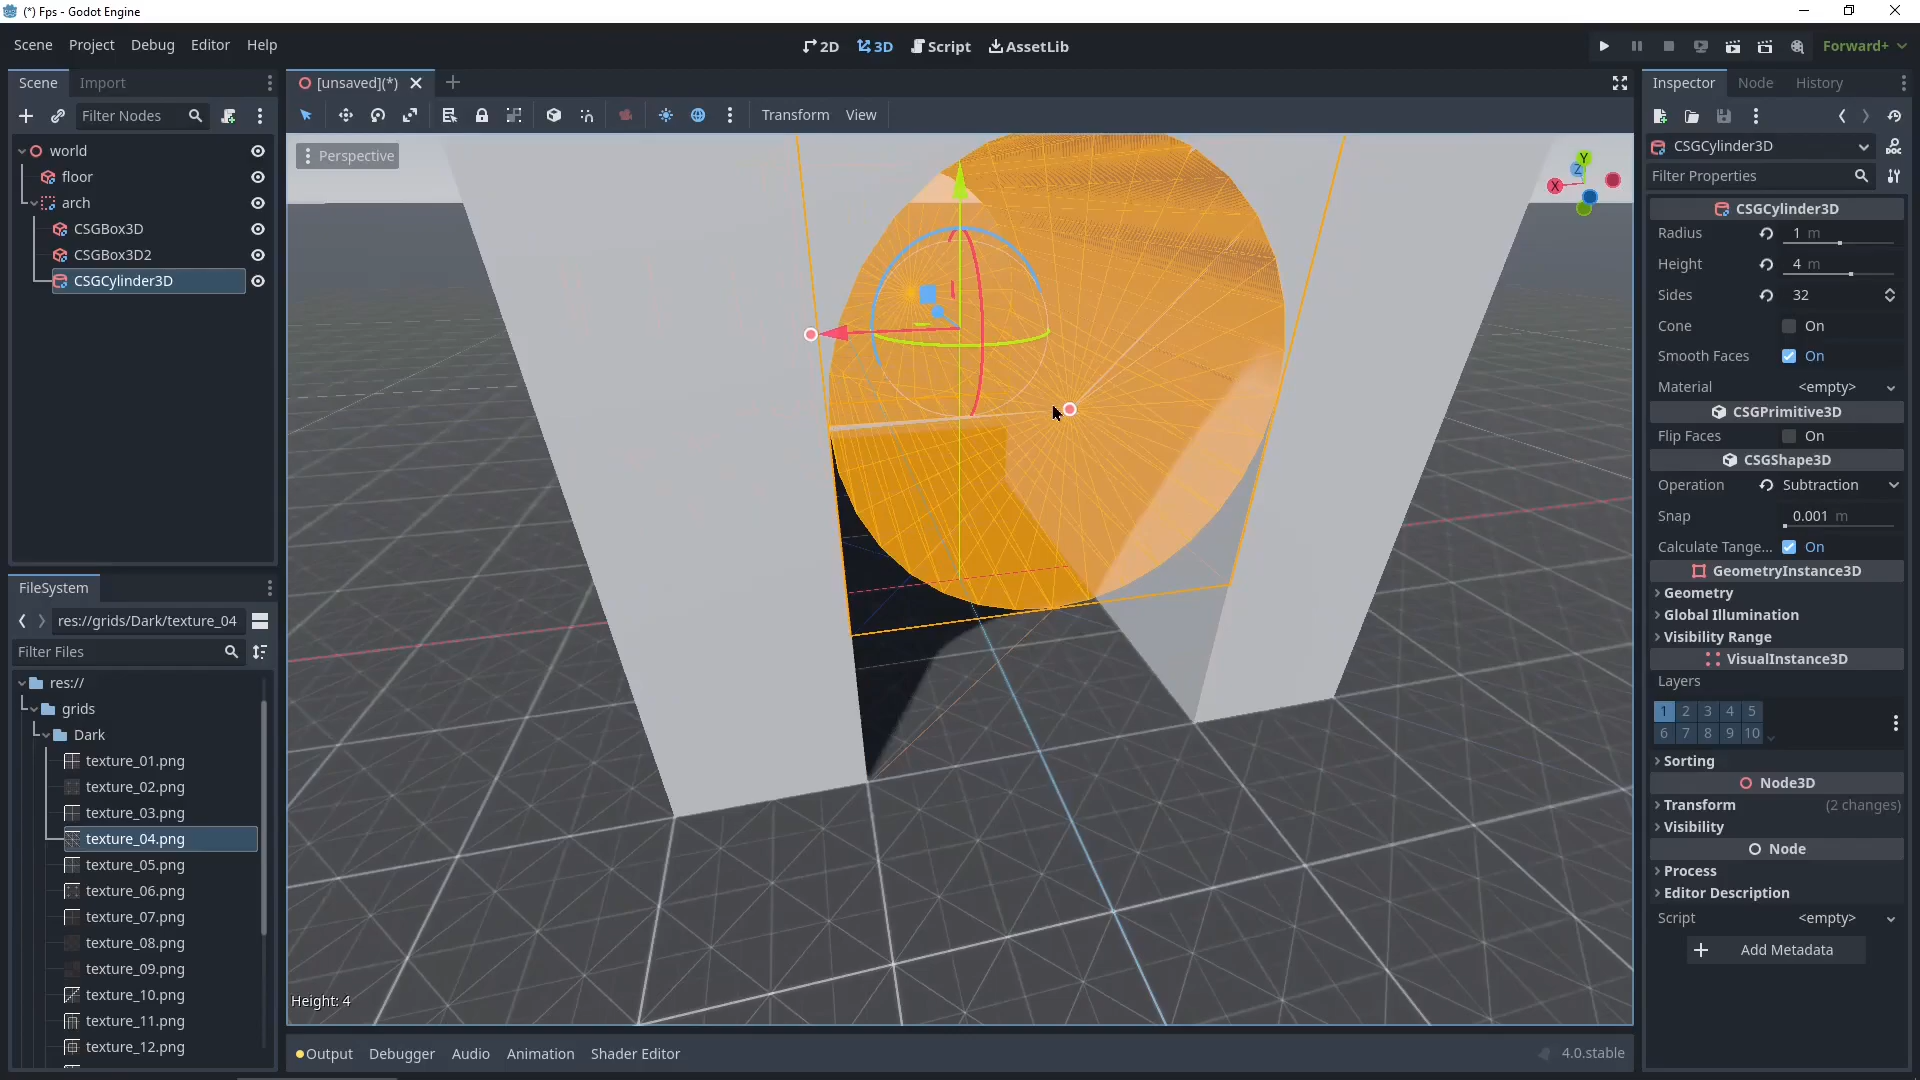 (*) Fps - Godot Engine
Scene Project Debug Editor Help
2D 3D Script AssetLib
Forward+
Scene Import
Filter Nodes
world
floor
arch
CSGBox3D
CSGBox3D2
CSGCylinder3D
FileSystem
res://grids/Dark/texture_04
Filter Files
res://
grids
Dark
texture_01.png
texture_02.png
texture_03.png
texture_04.png
texture_05.png
texture_06.png
texture_07.png
texture_08.png
texture_09.png
texture_10.png
texture_11.png
texture_12.png
[unsaved](*)
Transform View
Perspective
Y
Z
X
Height: 4
Output Debugger Audio Animation Shader Editor
4.0.stable
Inspector Node History
CSGCylinder3D
Filter Properties
CSGCylinder3D
Radius 1 m
Height 4 m
Sides 32
Cone On
Smooth Faces On
Material <empty>
CSGPrimitive3D
Flip Faces On
CSGShape3D
Operation Subtraction
Snap 0.001 m
Calculate Tange... On
GeometryInstance3D
Geometry
Global Illumination
Visibility Range
VisualInstance3D
Layers
1 2 3 4 5
6 7 8 9 10
Sorting
Node3D
Transform (2 changes)
Visibility
Node
Process
Editor Description
Script <empty>
Add Metadata